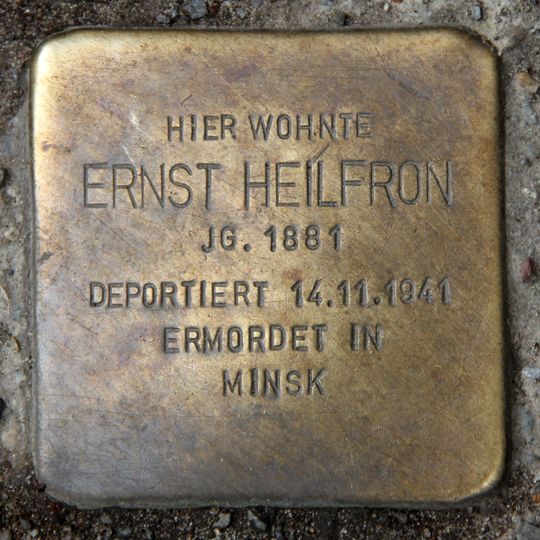 HIER WOHNTE
ERNST HEILFRON
JG. 1881
DEPORTIERT 14.11.1941
ERMORDET IN
MINSK